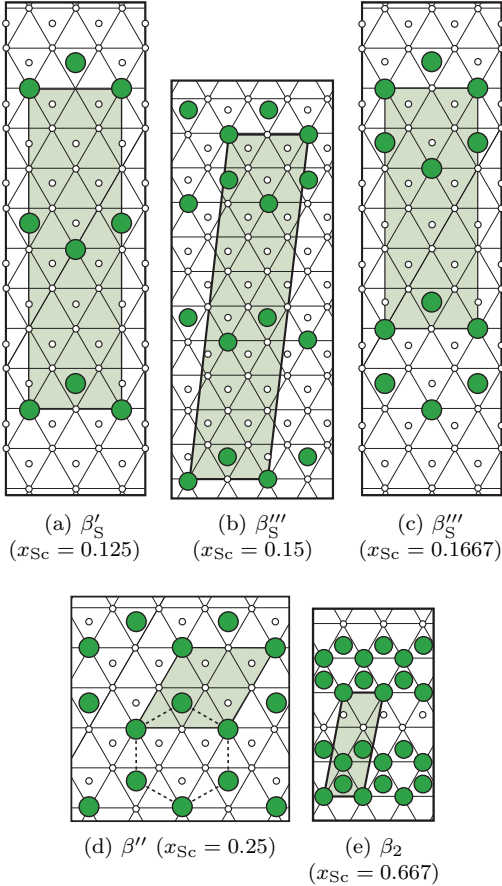 (a) β′S
(xSc = 0.125)
(b) β‴S
(xSc = 0.15)
(c) β‴S
(xSc = 0.1667)
(d) β″ (xSc = 0.25)
(e) β2
(xSc = 0.667)